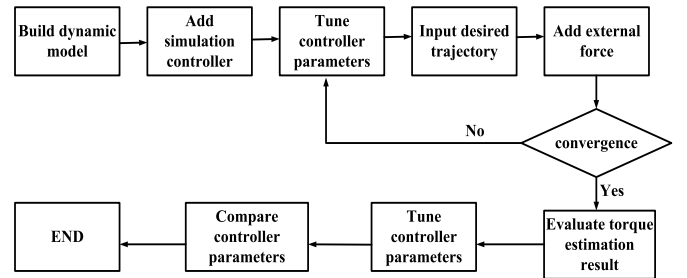 Build dynamic
model
Add
simulation
controller
Tune
controller
parameters
Input desired
trajectory
Add external
force
convergence
No
Yes
Evaluate torque
estimation
result
Tune
controller
parameters
Compare
controller
parameters
END